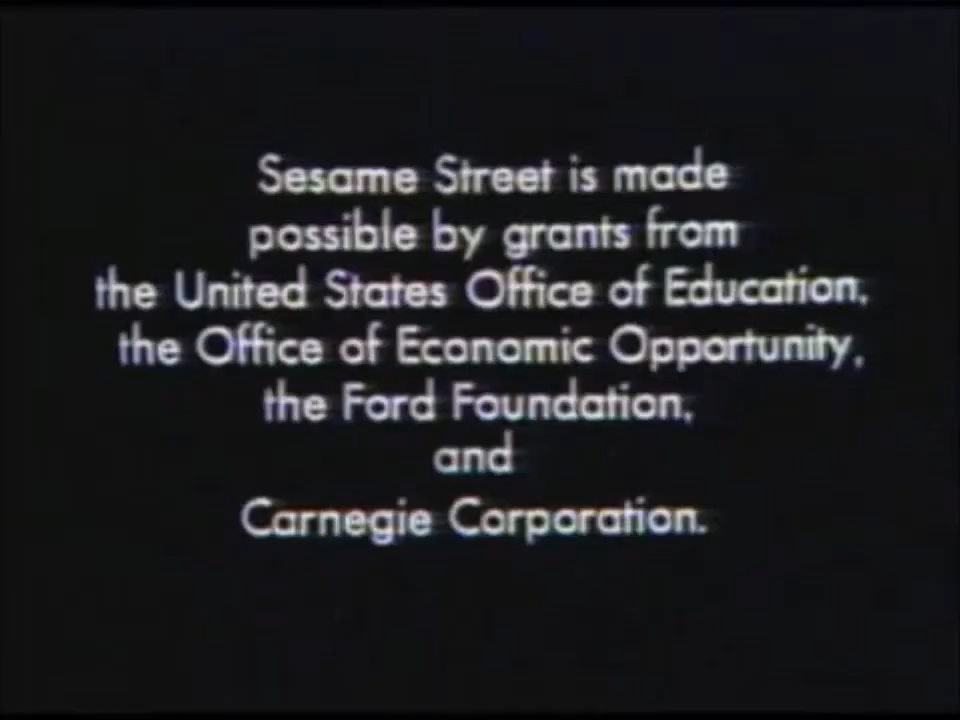 Sesame Street is made
possible by grants from
the United States Office of Education,
the Office of Economic Opportunity,
the Ford Foundation,
and
Carnegie Corporation.